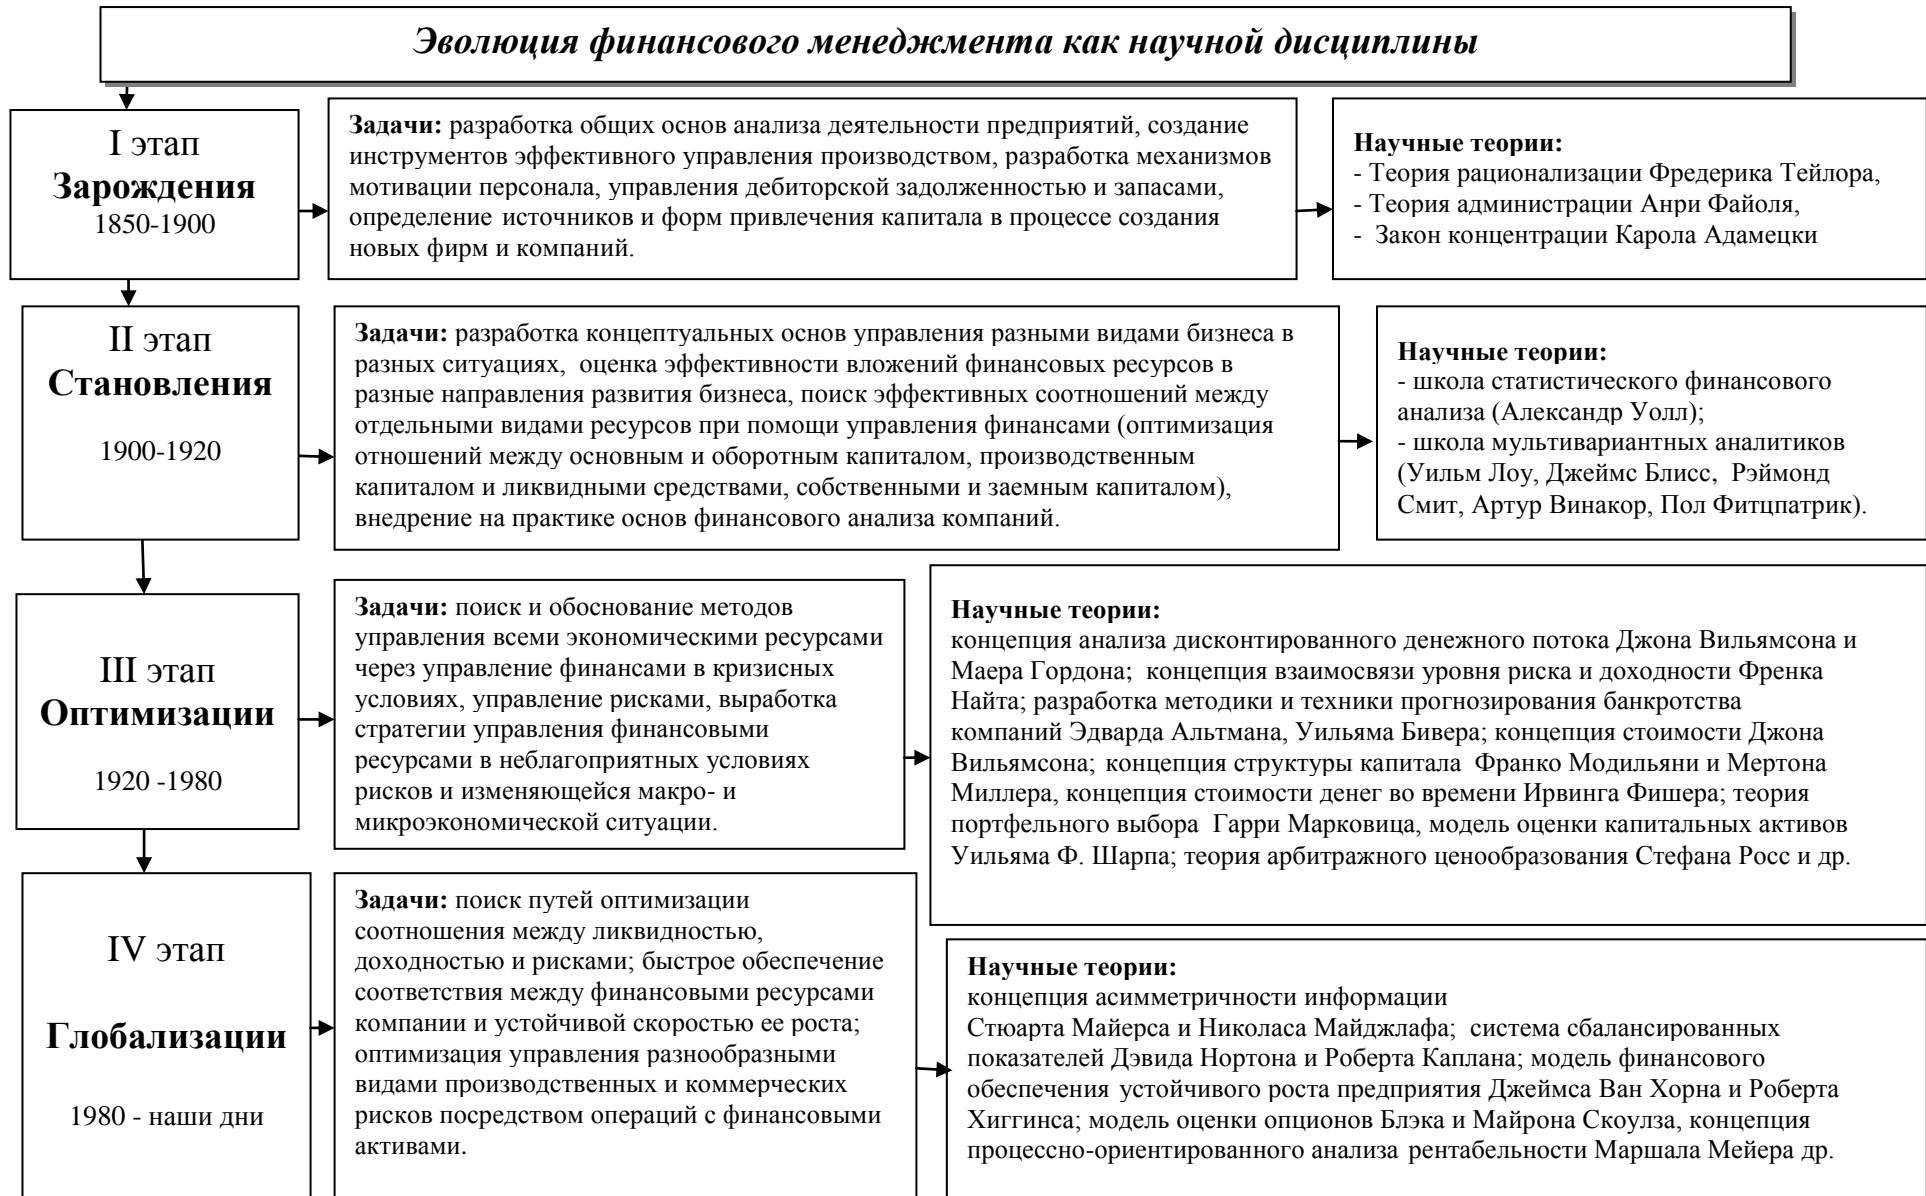 Эволюция финансового менеджмента как научной дисциплины
I этап
Зарождения
1850-1900
Задачи: разработка общих основ анализа деятельности предприятий, создание
инструментов эффективного управления производством, разработка механизмов
мотивации персонала, управления дебиторской задолженностью и запасами,
определение источников и форм привлечения капитала в процессе создания
новых фирм и компаний.
Научные теории:
- Теория рационализации Фредерика Тейлора,
- Теория администрации Анри Файоля,
- Закон концентрации Карола Адамецки
II этап
Становления
1900-1920
Задачи: разработка концептуальных основ управления разными видами бизнеса в
разных ситуациях, оценка эффективности вложений финансовых ресурсов в
разные направления развития бизнеса, поиск эффективных соотношений между
отдельными видами ресурсов при помощи управления финансами (оптимизация
отношений между основным и оборотным капиталом, производственным
капиталом и ликвидными средствами, собственными и заемным капиталом),
внедрение на практике основ финансового анализа компаний.
Научные теории:
- школа статистического финансового
анализа (Александр Уолл);
- школа мультивариантных аналитиков
(Уильм Лоу, Джеймс Блисс, Рэймонд
Смит, Артур Винакор, Пол Фитцпатрик).
III этап
Оптимизации
1920 -1980
Задачи: поиск и обоснование методов
управления всеми экономическими ресурсами
через управление финансами в кризисных
условиях, управление рисками, выработка
стратегии управления финансовыми
ресурсами в неблагоприятных условиях
рисков и изменяющейся макро- и
микроэкономической ситуации.
Научные теории:
концепция анализа дисконтированного денежного потока Джона Вильямсона и
Маера Гордона; концепция взаимосвязи уровня риска и доходности Френка
Найта; разработка методики и техники прогнозирования банкротства
компаний Эдварда Альтмана, Уильяма Бивера; концепция стоимости Джона
Вильямсона; концепция структуры капитала Франко Модильяни и Мертона
Миллера, концепция стоимости денег во времени Ирвинга Фишера; теория
портфельного выбора Гарри Марковица, модель оценки капитальных активов
Уильяма Ф. Шарпа; теория арбитражного ценообразования Стефана Росс и др.
IV этап
Глобализации
1980 - наши дни
Задачи: поиск путей оптимизации
соотношения между ликвидностью,
доходностью и рисками; быстрое обеспечение
соответствия между финансовыми ресурсами
компании и устойчивой скоростью ее роста;
оптимизация управления разнообразными
видами производственных и коммерческих
рисков посредством операций с финансовыми
активами.
Научные теории:
концепция асимметричности информации
Стюарта Майерса и Николаса Майджлафа; система сбалансированных
показателей Дэвида Нортона и Роберта Каплана; модель финансового
обеспечения устойчивого роста предприятия Джеймса Ван Хорна и Роберта
Хиггинса; модель оценки опционов Блэка и Майрона Скоулза, концепция
процессно-ориентированного анализа рентабельности Маршала Мейера др.